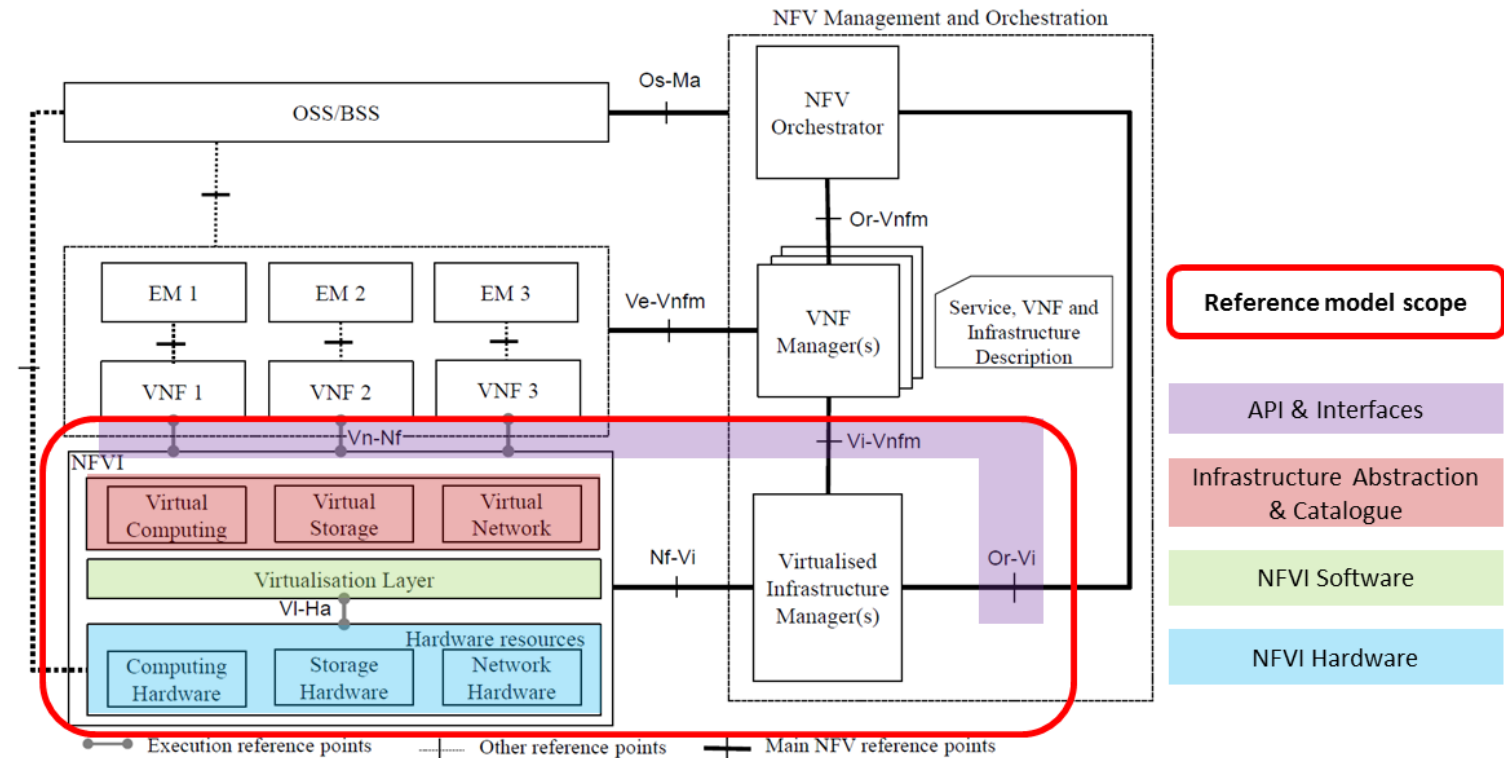 NFV Management and Orchestration
Os-Ma
OSS/BSS
NFV
Orchestrator
Or-Vnfm
EM 1
EM 2
EM 3
Ve-Vnfm
VNF
Manager(s)
Service, VNF and
Infrastructure
Description
Reference model scope
VNF 1
VNF 2
VNF 3
API & Interfaces
Vn-Nf
Vi-Vnfm
NFVI
Virtual
Computing
Virtual
Storage
Virtual
Network
Infrastructure Abstraction
& Catalogue
Nf-Vi
Virtualised
Infrastructure
Manager(s)
Or-Vi
Virtualisation Layer
NFVI Software
VI-Ha
Hardware resources
Computing
Hardware
Storage
Hardware
Network
Hardware
NFVI Hardware
Execution reference points
Other reference points
Main NFV reference points